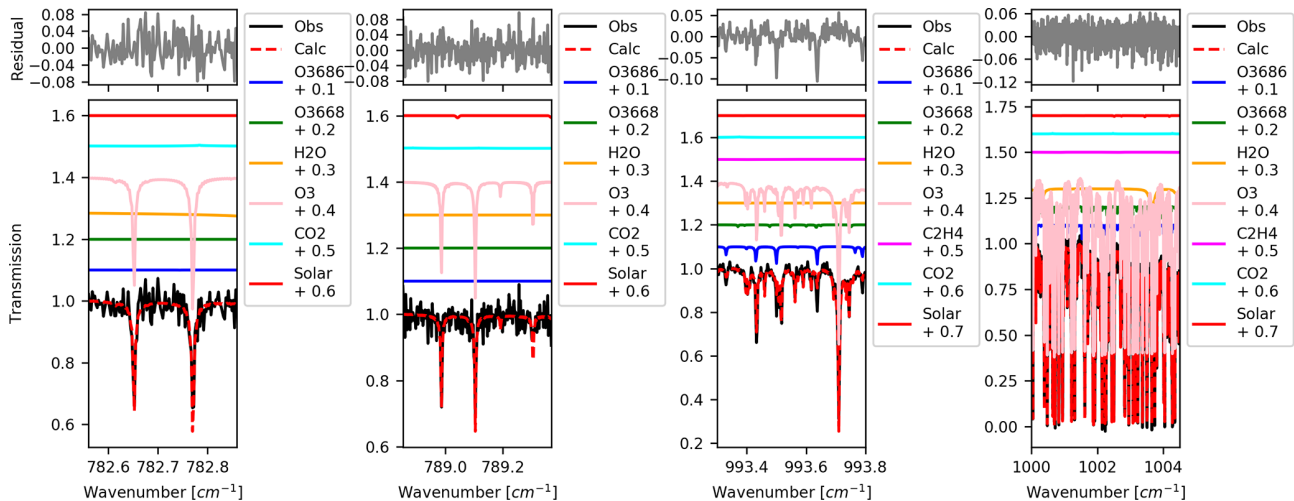 Residual
0.08
0.04
0.00
−0.04
−0.08
Transmission
1.6
1.4
1.2
1.0
0.8
0.6
782.6 782.7 782.8
Wavenumber [cm⁻¹]
Obs
Calc
O3686
+ 0.1
O3668
+ 0.2
H2O
+ 0.3
O3
+ 0.4
CO2
+ 0.5
Solar
+ 0.6
0.08
0.04
0.00
−0.04
−0.08
1.6
1.4
1.2
1.0
0.8
0.6
789.0 789.2
Wavenumber [cm⁻¹]
Obs
Calc
O3686
+ 0.1
O3668
+ 0.2
H2O
+ 0.3
O3
+ 0.4
CO2
+ 0.5
Solar
+ 0.6
0.05
0.00
−0.05
−0.10
1.6
1.4
1.2
1.0
0.8
0.6
0.4
0.2
993.4 993.6 993.8
Wavenumber [cm⁻¹]
Obs
Calc
O3686
+ 0.1
O3668
+ 0.2
H2O
+ 0.3
O3
+ 0.4
C2H4
+ 0.5
CO2
+ 0.6
Solar
+ 0.7
0.06
0.00
−0.06
−0.12
1.75
1.50
1.25
1.00
0.75
0.50
0.25
0.00
1000 1002 1004
Wavenumber [cm⁻¹]
Obs
Calc
O3686
+ 0.1
O3668
+ 0.2
H2O
+ 0.3
O3
+ 0.4
C2H4
+ 0.5
CO2
+ 0.6
Solar
+ 0.7